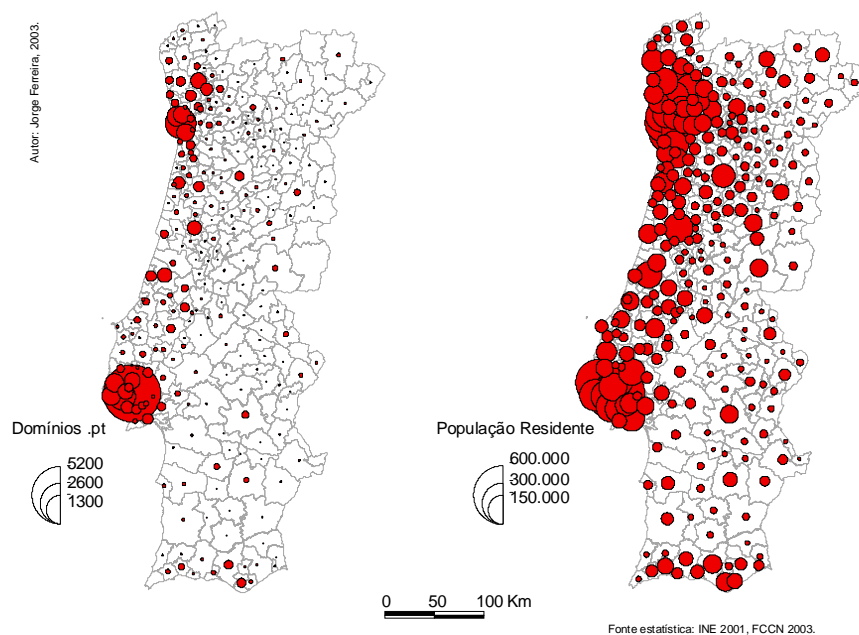 Autor: Jorge Ferreira, 2003.
Domínios .pt
5200
2600
1300
População Residente
600.000
300.000
150.000
0 50 100 Km
Fonte estatística: INE 2001, FCCN 2003.